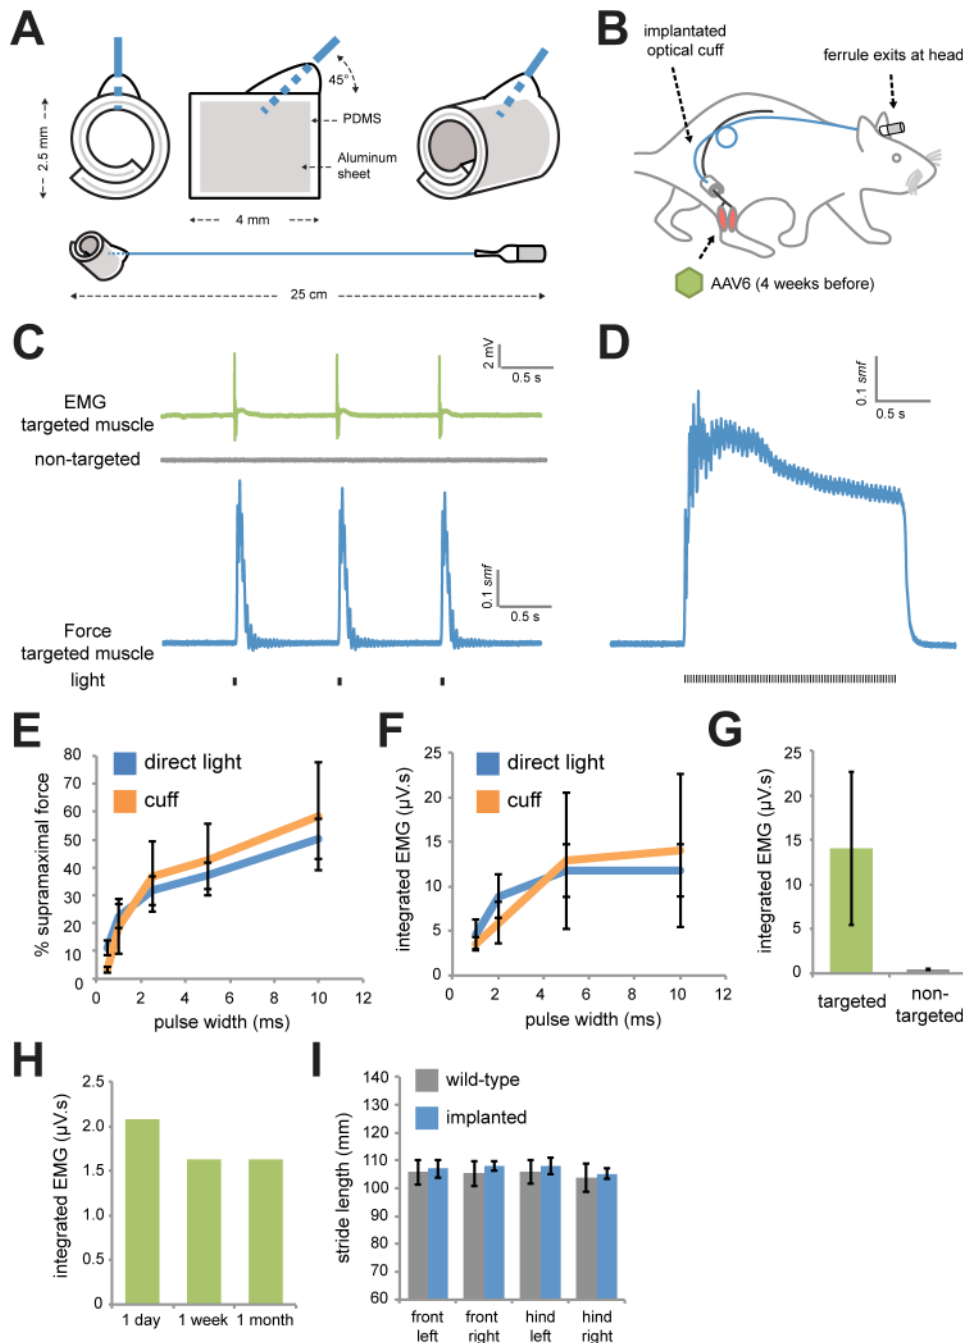 A
2.5 mm
45°
PDMS
Aluminum
sheet
4 mm
25 cm
B
implantated
optical cuff
ferrule exits at head
AAV6 (4 weeks before)
C
EMG
targeted muscle
non-targeted
2 mV
0.5 s
Force
targeted muscle
light
0.1 smf
0.5 s
D
0.1 smf
0.5 s
E
direct light
cuff
% supramaximal force
80
70
60
50
40
30
20
10
0
0
2
4
6
8
10
12
pulse width (ms)
F
direct light
cuff
integrated EMG (µV.s)
25
20
15
10
5
0
0
2
4
6
8
10
12
pulse width (ms)
G
integrated EMG (µV.s)
25
20
15
10
5
0
targeted
non-
targeted
H
integrated EMG (µV.s)
2.5
2.0
1.5
1.0
0.5
0
1 day
1 week
1 month
I
wild-type
implanted
stride length (mm)
140
130
120
110
100
90
80
70
60
front
left
front
right
hind
left
hind
right